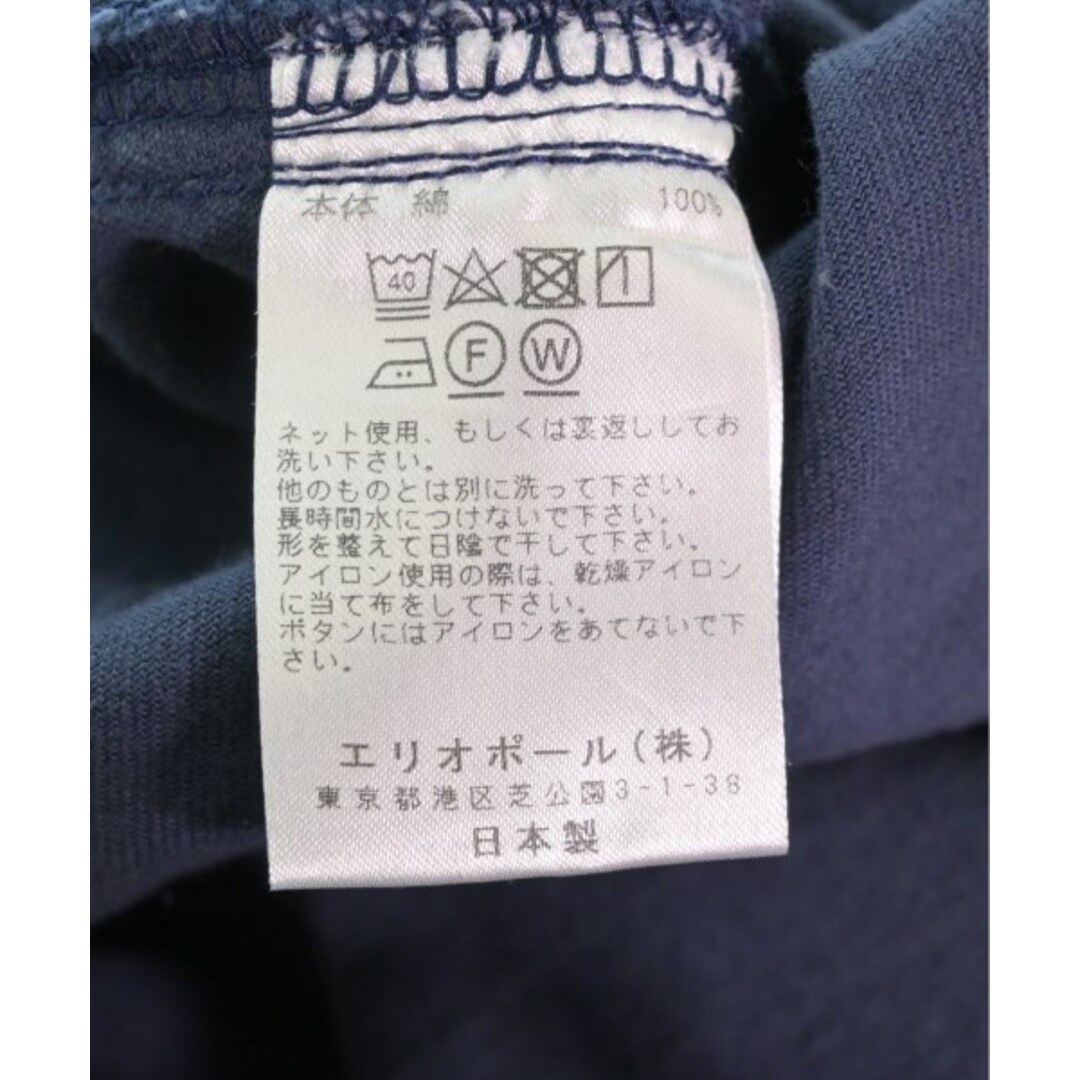 本体 綿 100%
40
F W
ネット使用、もしくは裏返ししてお
洗い下さい。
他のものとは別に洗って下さい。
長時間水につけないで下さい。
形を整えて日陰で干して下さい。
アイロン使用の際は、乾燥アイロン
に当て布をして下さい。
ボタンにはアイロンをあてないで下
さい。
エリオポール(株)
東京都港区芝公園3-1-38
日本製